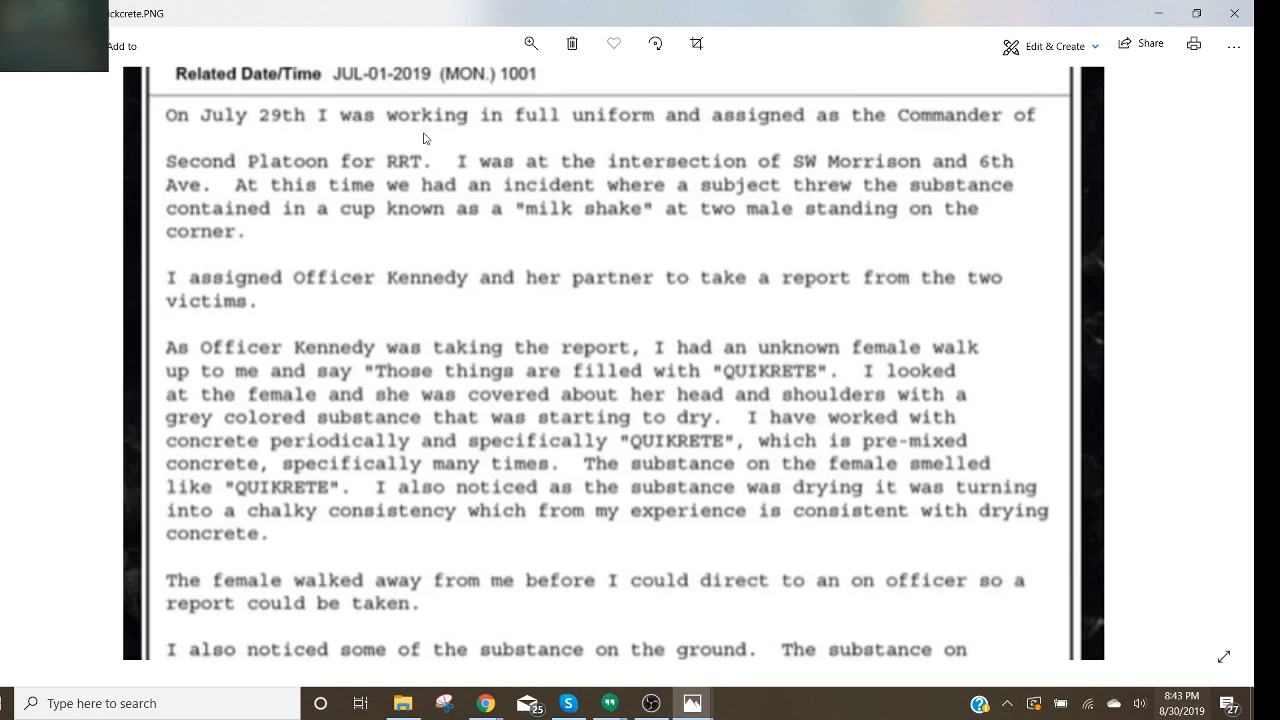 ickcrete.PNG
dd to
Edit & Create
Share
Related Date/Time JUL-01-2019 (MON.) 1001
On July 29th I was working in full uniform and assigned as the Commander of
Second Platoon for RRT. I was at the intersection of SW Morrison and 6th
Ave. At this time we had an incident where a subject threw the substance
contained in a cup known as a "milk shake" at two male standing on the
corner.
I assigned Officer Kennedy and her partner to take a report from the two
victims.
As Officer Kennedy was taking the report, I had an unknown female walk
up to me and say "Those things are filled with "QUIKRETE". I looked
at the female and she was covered about her head and shoulders with a
grey colored substance that was starting to dry. I have worked with
concrete periodically and specifically "QUIKRETE", which is pre-mixed
concrete, specifically many times. The substance on the female smelled
like "QUIKRETE". I also noticed as the substance was drying it was turning
into a chalky consistency which from my experience is consistent with drying
concrete.
The female walked away from me before I could direct to an on officer so a
report could be taken.
I also noticed some of the substance on the ground. The substance on
Type here to search
25
8:43 PM
8/30/2019
27